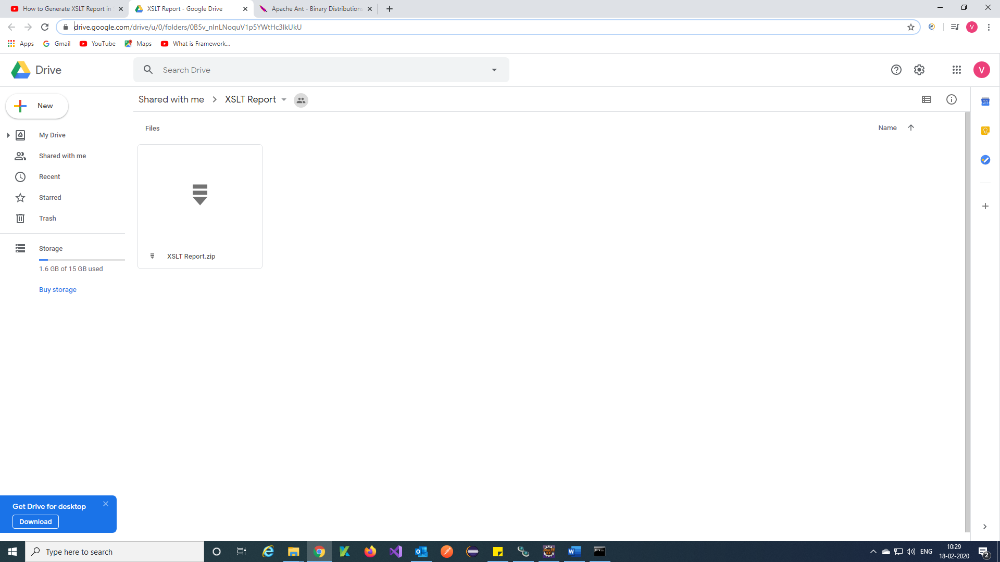 How to Generate XSLT Report in
XSLT Report - Google Drive
Apache Ant - Binary Distributions
drive.google.com/drive/u/0/folders/0B5v_nInLNoquV1p5YWtHc3lkUkU
V
Apps
Gmail
YouTube
Maps
What is Framework...
Drive
Search Drive
V
New
Shared with me
XSLT Report
31
Files
Name
My Drive
Shared with me
Recent
Starred
Trash
Storage
1.6 GB of 15 GB used
Buy storage
XSLT Report.zip
Get Drive for desktop
Download
Type here to search
ENG
10:29
18-02-2020
2